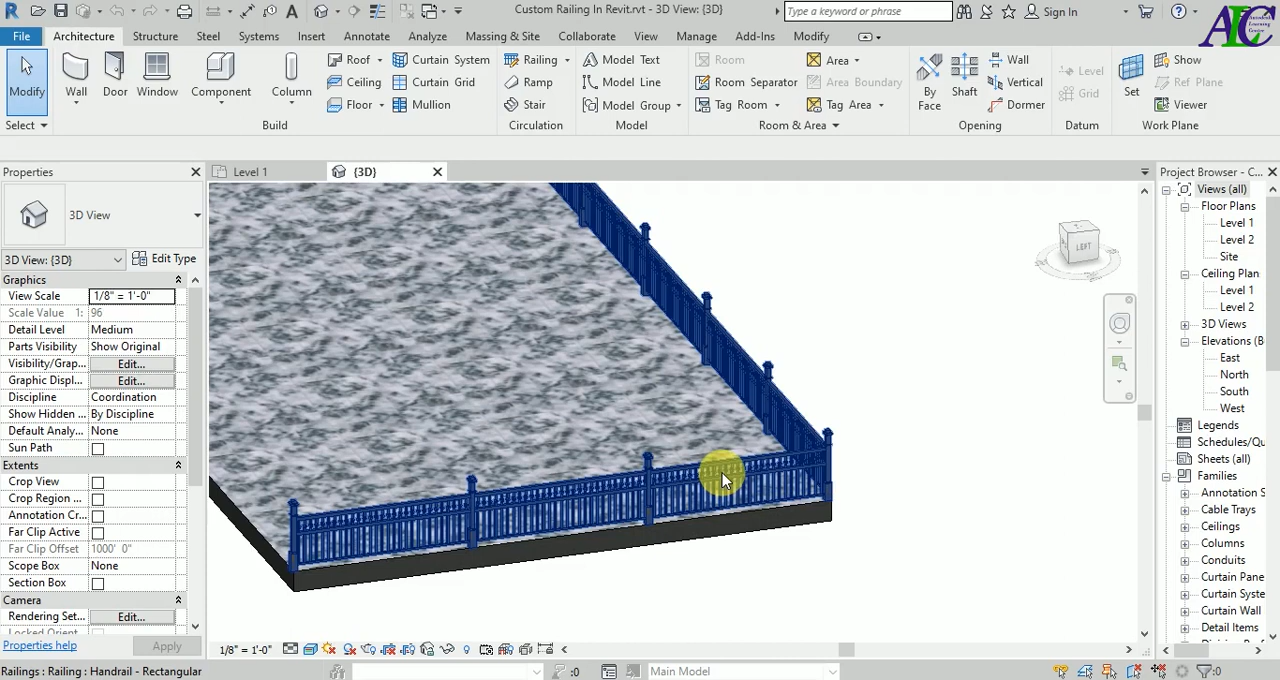 Custom Railing In Revit.rvt - 3D View: {3D}
Type a keyword or phrase
Sign In
ALC
Autodesk
Learning
Center
File Architecture Structure Steel Systems Insert Annotate Analyze Massing & Site Collaborate View Manage Add-Ins Modify
Modify Wall Door Window Component Column
Roof Curtain System
Ceiling Curtain Grid
Floor Mullion
Railing
Ramp
Stair
Model Text
Model Line
Model Group
Room Area
Room Separator Area Boundary
Tag Room Tag Area
By Face Shaft
Wall
Vertical
Dormer
Level
Grid
Set
Show
Ref Plane
Viewer
Select Build Circulation Model Room & Area Opening Datum Work Plane
Properties
Level 1 {3D}
Project Browser - C...
3D View
3D View: {3D} Edit Type
Graphics
View Scale 1/8" = 1'-0"
Scale Value 1: 96
Detail Level Medium
Parts Visibility Show Original
Visibility/Grap... Edit...
Graphic Displ... Edit...
Discipline Coordination
Show Hidden ... By Discipline
Default Analy... None
Sun Path
Extents
Crop View
Crop Region ...
Annotation Cr...
Far Clip Active
Far Clip Offset 1000' 0"
Scope Box None
Section Box
Camera
Rendering Set... Edit...
Locked Orient
Properties help Apply
LEFT
Views (all)
Floor Plans
Level 1
Level 2
Site
Ceiling Plan
Level 1
Level 2
3D Views
Elevations (B
East
North
South
West
Legends
Schedules/Qu
Sheets (all)
Families
Annotation S
Cable Trays
Ceilings
Columns
Conduits
Curtain Pane
Curtain Syste
Curtain Wall
Detail Items
1/8" = 1'-0"
Railings : Railing : Handrail - Rectangular
:0
Main Model
:0